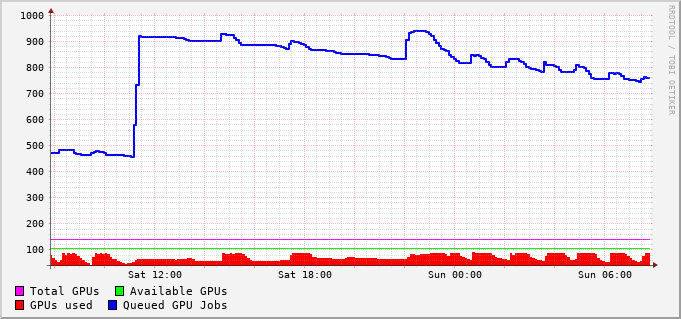 1000
900
800
700
600
500
400
300
200
100
Sat 12:00 Sat 18:00 Sun 00:00 Sun 06:00
Total GPUs Available GPUs
GPUs used Queued GPU Jobs
RRDTOOL / TOBI OETIKER